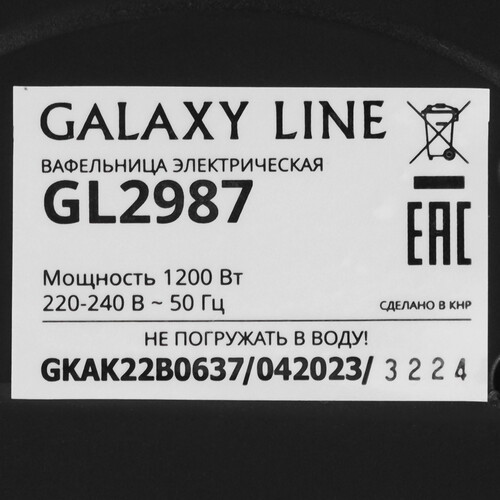 GALAXY LINE
ВАФЕЛЬНИЦА ЭЛЕКТРИЧЕСКАЯ
GL2987
EAC
Мощность 1200 Вт
220-240 В ~ 50 Гц
СДЕЛАНО В КНР
НЕ ПОГРУЖАТЬ В ВОДУ!
GKAK22B0637/042023/ 3224